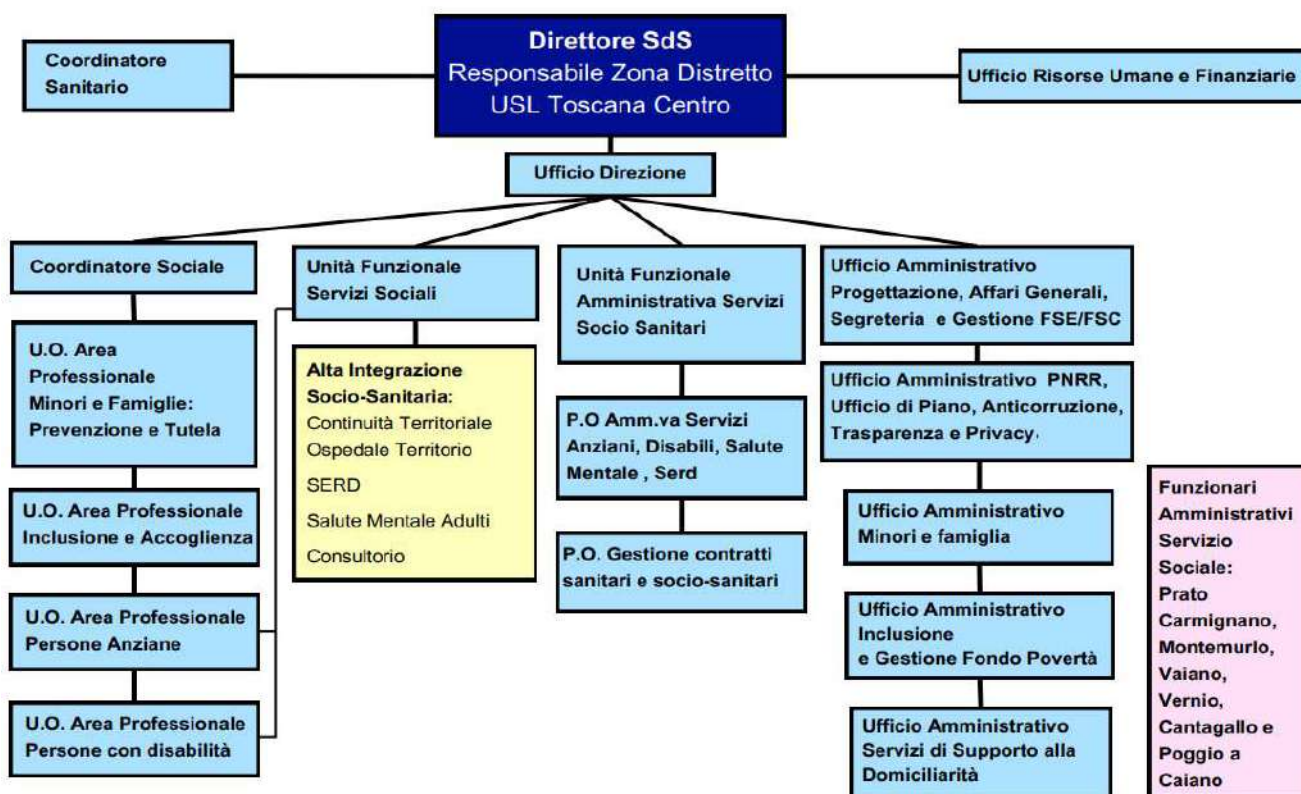 Coordinatore
Sanitario
Direttore SdS
Responsabile Zona Distretto
USL Toscana Centro
Ufficio Risorse Umane e Finanziarie
Ufficio Direzione
Coordinatore Sociale
U.O. Area
Professionale
Minori e Famiglie:
Prevenzione e Tutela
U.O. Area Professionale
Inclusione e Accoglienza
U.O. Area Professionale
Persone Anziane
U.O. Area Professionale
Persone con disabilità
Unità Funzionale
Servizi Sociali
Alta Integrazione
Socio-Sanitaria:
Continuità Territoriale
Ospedale Territorio
SERD
Salute Mentale Adulti
Consultorio
Unità Funzionale
Amministrativa Servizi
Socio Sanitari
P.O Amm.va Servizi
Anziani, Disabili, Salute
Mentale , Serd
P.O. Gestione contratti
sanitari e socio-sanitari
Ufficio Amministrativo
Progettazione, Affari Generali,
Segreteria e Gestione FSE/FSC
Ufficio Amministrativo PNRR,
Ufficio di Piano, Anticorruzione,
Trasparenza e Privacy.
Ufficio Amministrativo
Minori e famiglia
Ufficio Amministrativo
Inclusione
e Gestione Fondo Povertà
Ufficio Amministrativo
Servizi di Supporto alla
Domiciliarità
Funzionari
Amministrativi
Servizio
Sociale:
Prato
Carmignano,
Montemurlo,
Vaiano,
Vernio,
Cantagallo e
Poggio a
Caiano